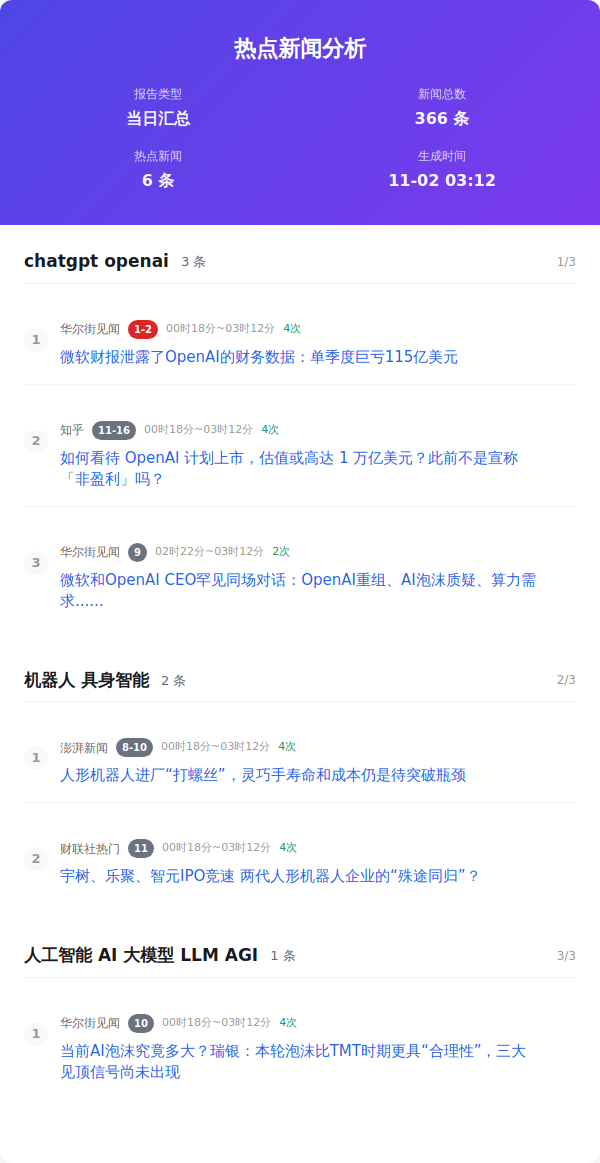 热点新闻分析
报告类型
新闻总数
当日汇总
366 条
热点新闻
生成时间
6 条
11-02 03:12
chatgpt openai 3 条 1/3
华尔街见闻 1-2 00时18分~03时12分 4次
1
微软财报泄露了OpenAI的财务数据：单季度巨亏115亿美元
知乎 11-16 00时18分~03时12分 4次
2
如何看待 OpenAI 计划上市，估值或高达 1 万亿美元？此前不是宣称
「非盈利」吗？
华尔街见闻 9 02时22分~03时12分 2次
3
微软和OpenAI CEO罕见同场对话：OpenAI重组、AI泡沫质疑、算力需
求……
机器人 具身智能 2 条 2/3
澎湃新闻 8-10 00时18分~03时12分 4次
1
人形机器人进厂“打螺丝”，灵巧手寿命和成本仍是待突破瓶颈
财联社热门 11 00时18分~03时12分 4次
2
宇树、乐聚、智元IPO竞速 两代人形机器人企业的“殊途同归”？
人工智能 AI 大模型 LLM AGI 1 条 3/3
华尔街见闻 10 00时18分~03时12分 4次
1
当前AI泡沫究竟多大？瑞银：本轮泡沫比TMT时期更具“合理性”，三大
见顶信号尚未出现